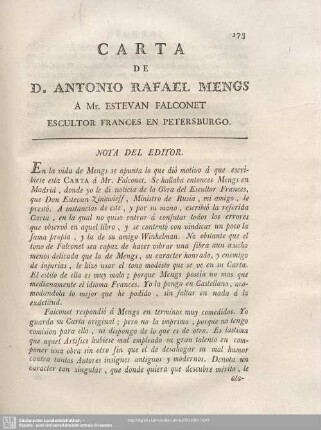 273
CARTA
DE
D. ANTONIO RAFAEL MENGS
A Mr. ESTEVAN FALCONET
ESCULTOR FRANCES EN PETERSBURGO.
NOTA DEL EDITOR.
En la vida de Mengs se apunta lo que dió motivo á que escri-
biese esta CARTA á Mr. Falconet. Se hallaba entonces Mengs en
Madrid, donde yo le di noticia de la Obra del Escultor Frances,
que Don Estevan Zinowieff, Ministro de Rusia, mi amigo, le
prestó. A instancias de este, y por su mano, escribió la referida
Carta, en la qual no quiso entrar á confutar todos los errores
que observó en aquel libro, y se contentó con vindicar un poco la
fama propia, y la de su amigo Winkelman. No obstante que el
tono de Falconet sea capaz de hacer vibrar una fibra aun mucho
menos delicada que la de Mengs, su caracter honrado, y enemigo
de injurias, le hizo usar el tono modesto que se ve en su Carta.
El estilo de ella es muy malo; porque Mengs poseía no mas que
medianamente el idioma Frances. Yo la pongo en Castellano, aco-
modandola lo mejor que he podido, sin faltar en nada á la
exâctitud.
Falconet respondió á Mengs en terminos muy comedidos. Yo
guardo su Carta original; pero no la imprimo, porque no tengo
comision para ello, ni dispongo de lo que es de otro. Es lastima
que aquel Artifice hubiese mal empleado su gran talento en com-
poner una obra sin otro fin que el de desahogar su mal humor
contra tantos Autores insignes antiguos y modernos. Denota un
caracter tan singular, que donde quiera que descubre mérito, le
ala-